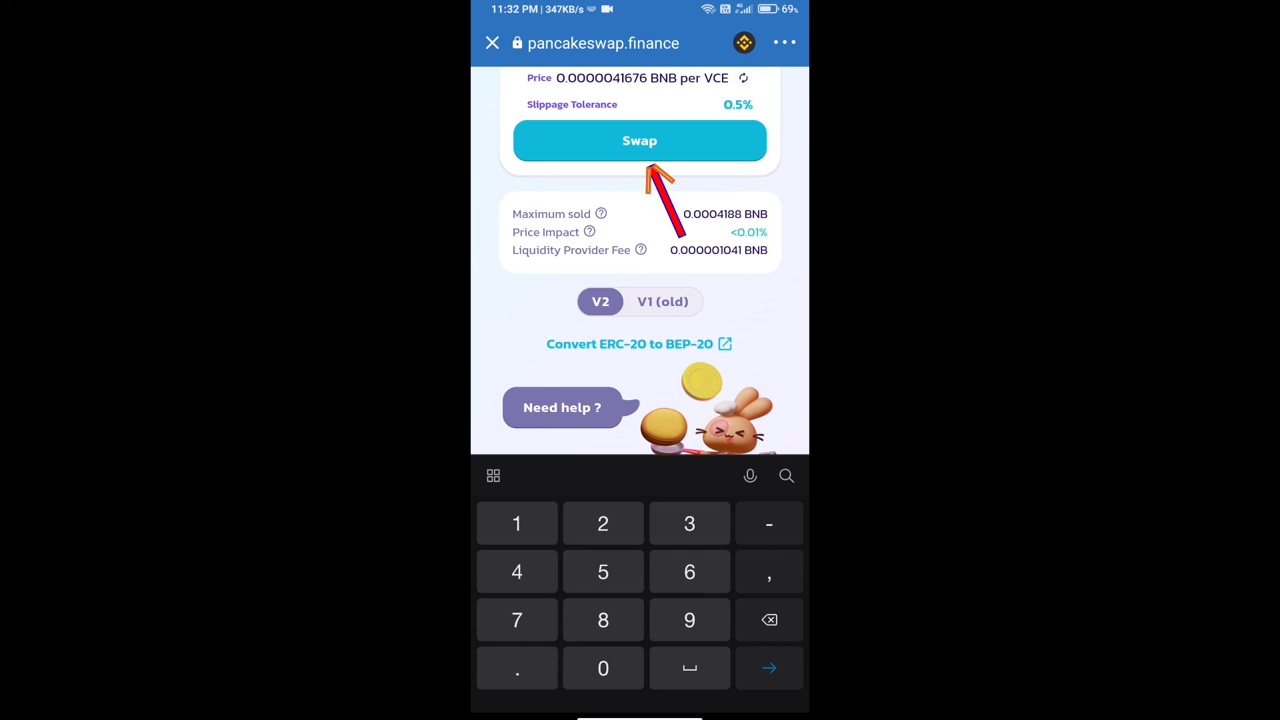 11:32 PM | 347KB/s
4G
69%
pancakeswap.finance
Price 0.0000041676 BNB per VCE
Slippage Tolerance 0.5%
Swap
Maximum sold ? 0.0004188 BNB
Price Impact ? <0.01%
Liquidity Provider Fee ? 0.000001041 BNB
V2 V1 (old)
Convert ERC-20 to BEP-20
Need help ?
1 2 3 -
4 5 6 ,
7 8 9
. 0